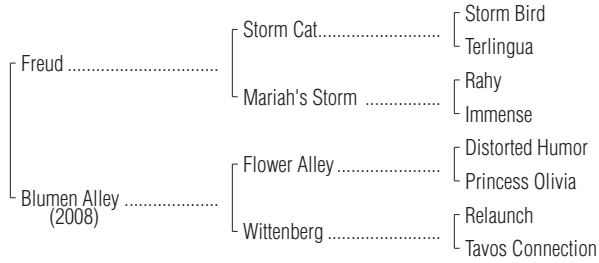 Storm Bird
Storm Cat..........................
Terlingua
Freud ................................
Rahy
Mariah's Storm ................
Immense
Distorted Humor
Flower Alley ......................
Princess Olivia
Blumen Alley ....................
(2008)
Relaunch
Wittenberg ........................
Tavos Connection